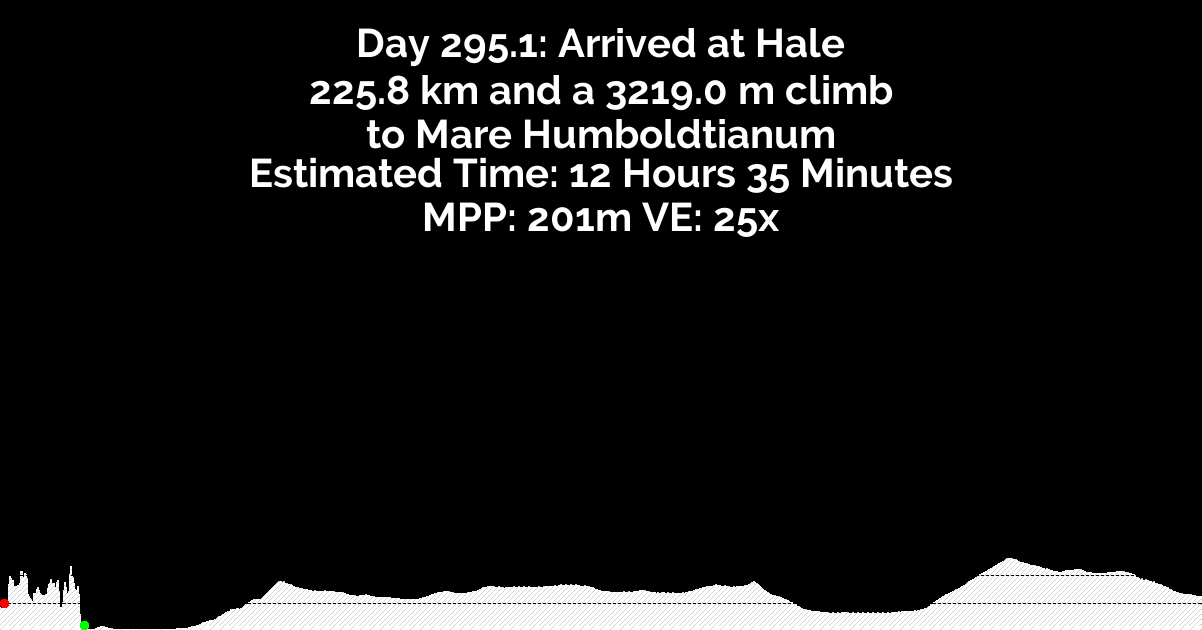 Day 295.1: Arrived at Hale
225.8 km and a 3219.0 m climb
to Mare Humboldtianum
Estimated Time: 12 Hours 35 Minutes
MPP: 201m VE: 25x